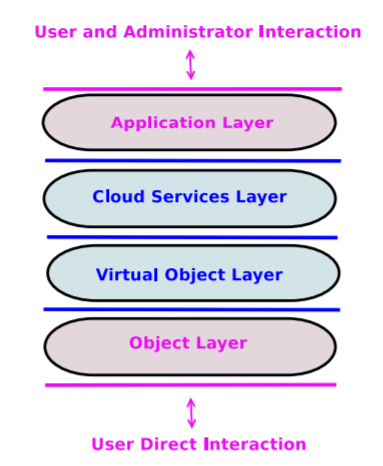 User and Administrator Interaction
Application Layer
Cloud Services Layer
Virtual Object Layer
Object Layer
User Direct Interaction